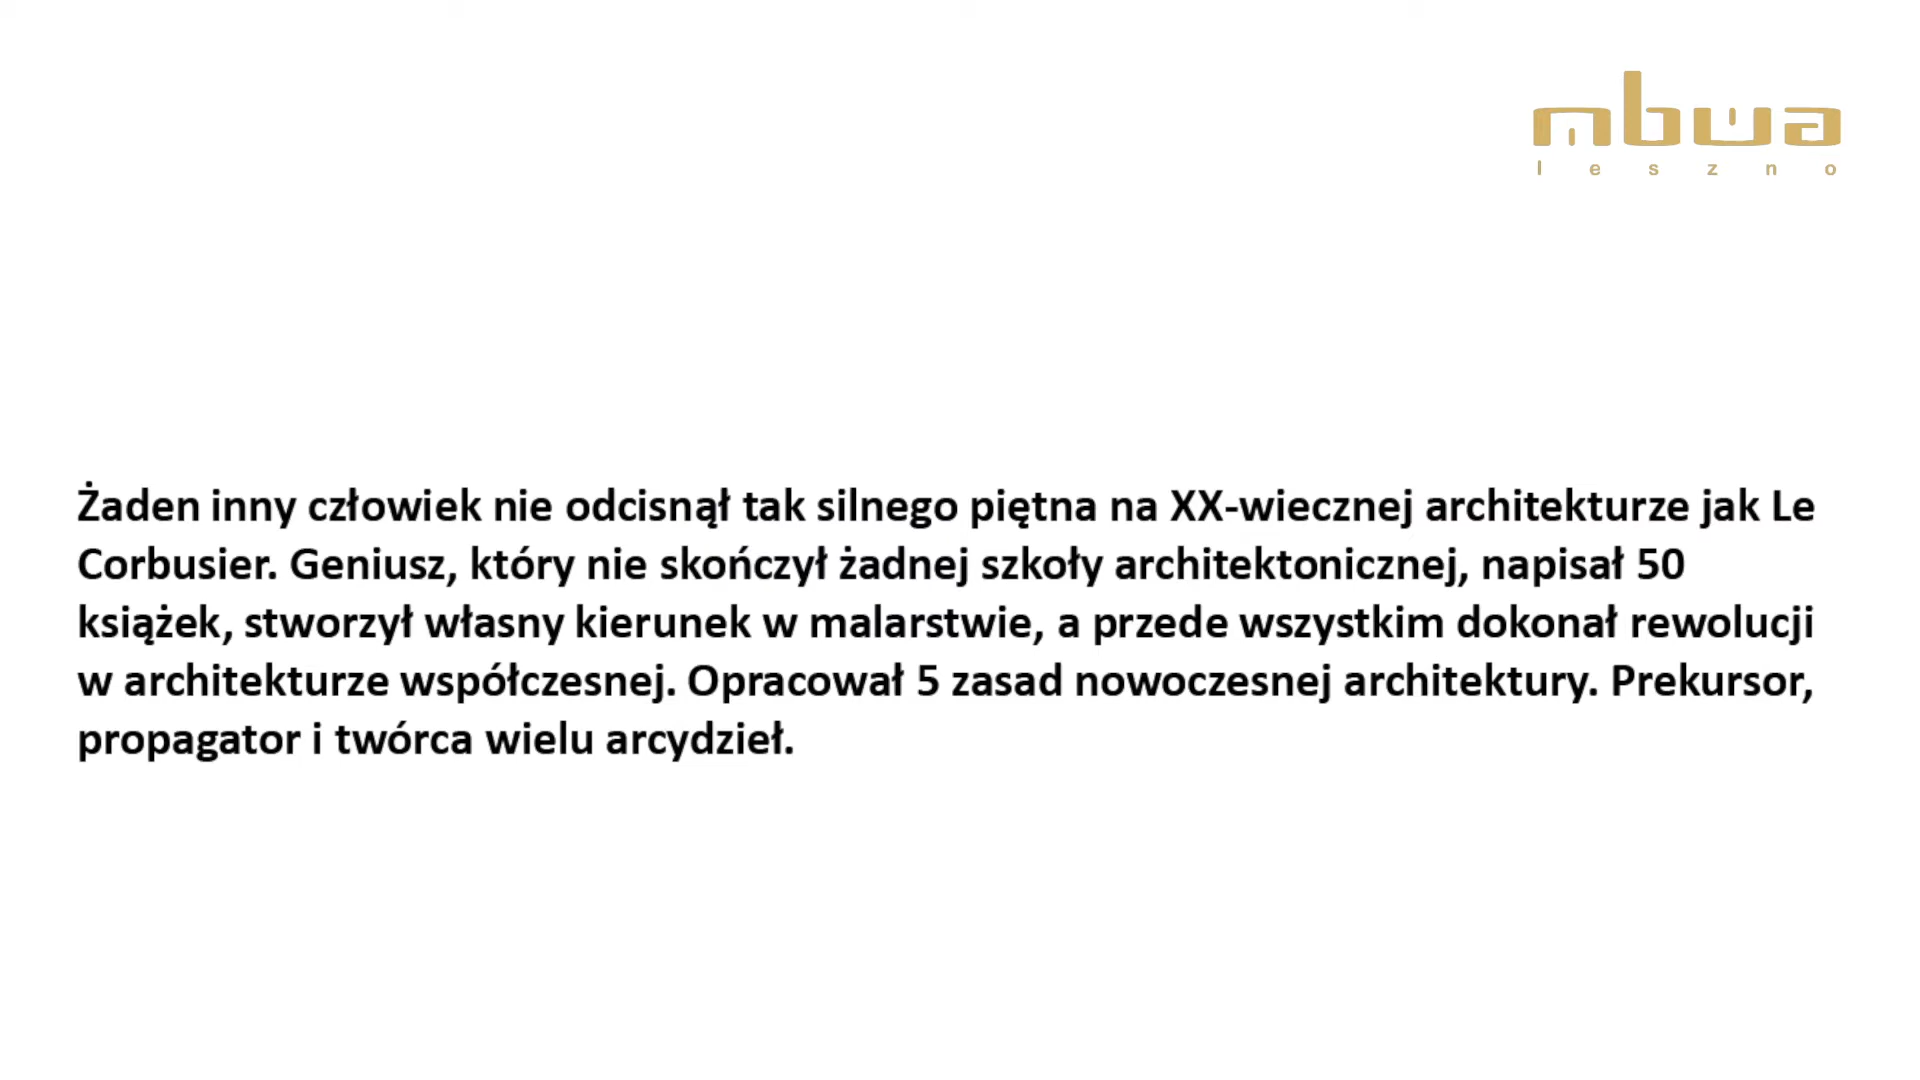 mbwa
leszno
Żaden inny człowiek nie odcisnął tak silnego piętna na XX-wiecznej architekturze jak Le
Corbusier. Geniusz, który nie skończył żadnej szkoły architektonicznej, napisał 50
książek, stworzył własny kierunek w malarstwie, a przede wszystkim dokonał rewolucji
w architekturze współczesnej. Opracował 5 zasad nowoczesnej architektury. Prekursor,
propagator i twórca wielu arcydzieł.